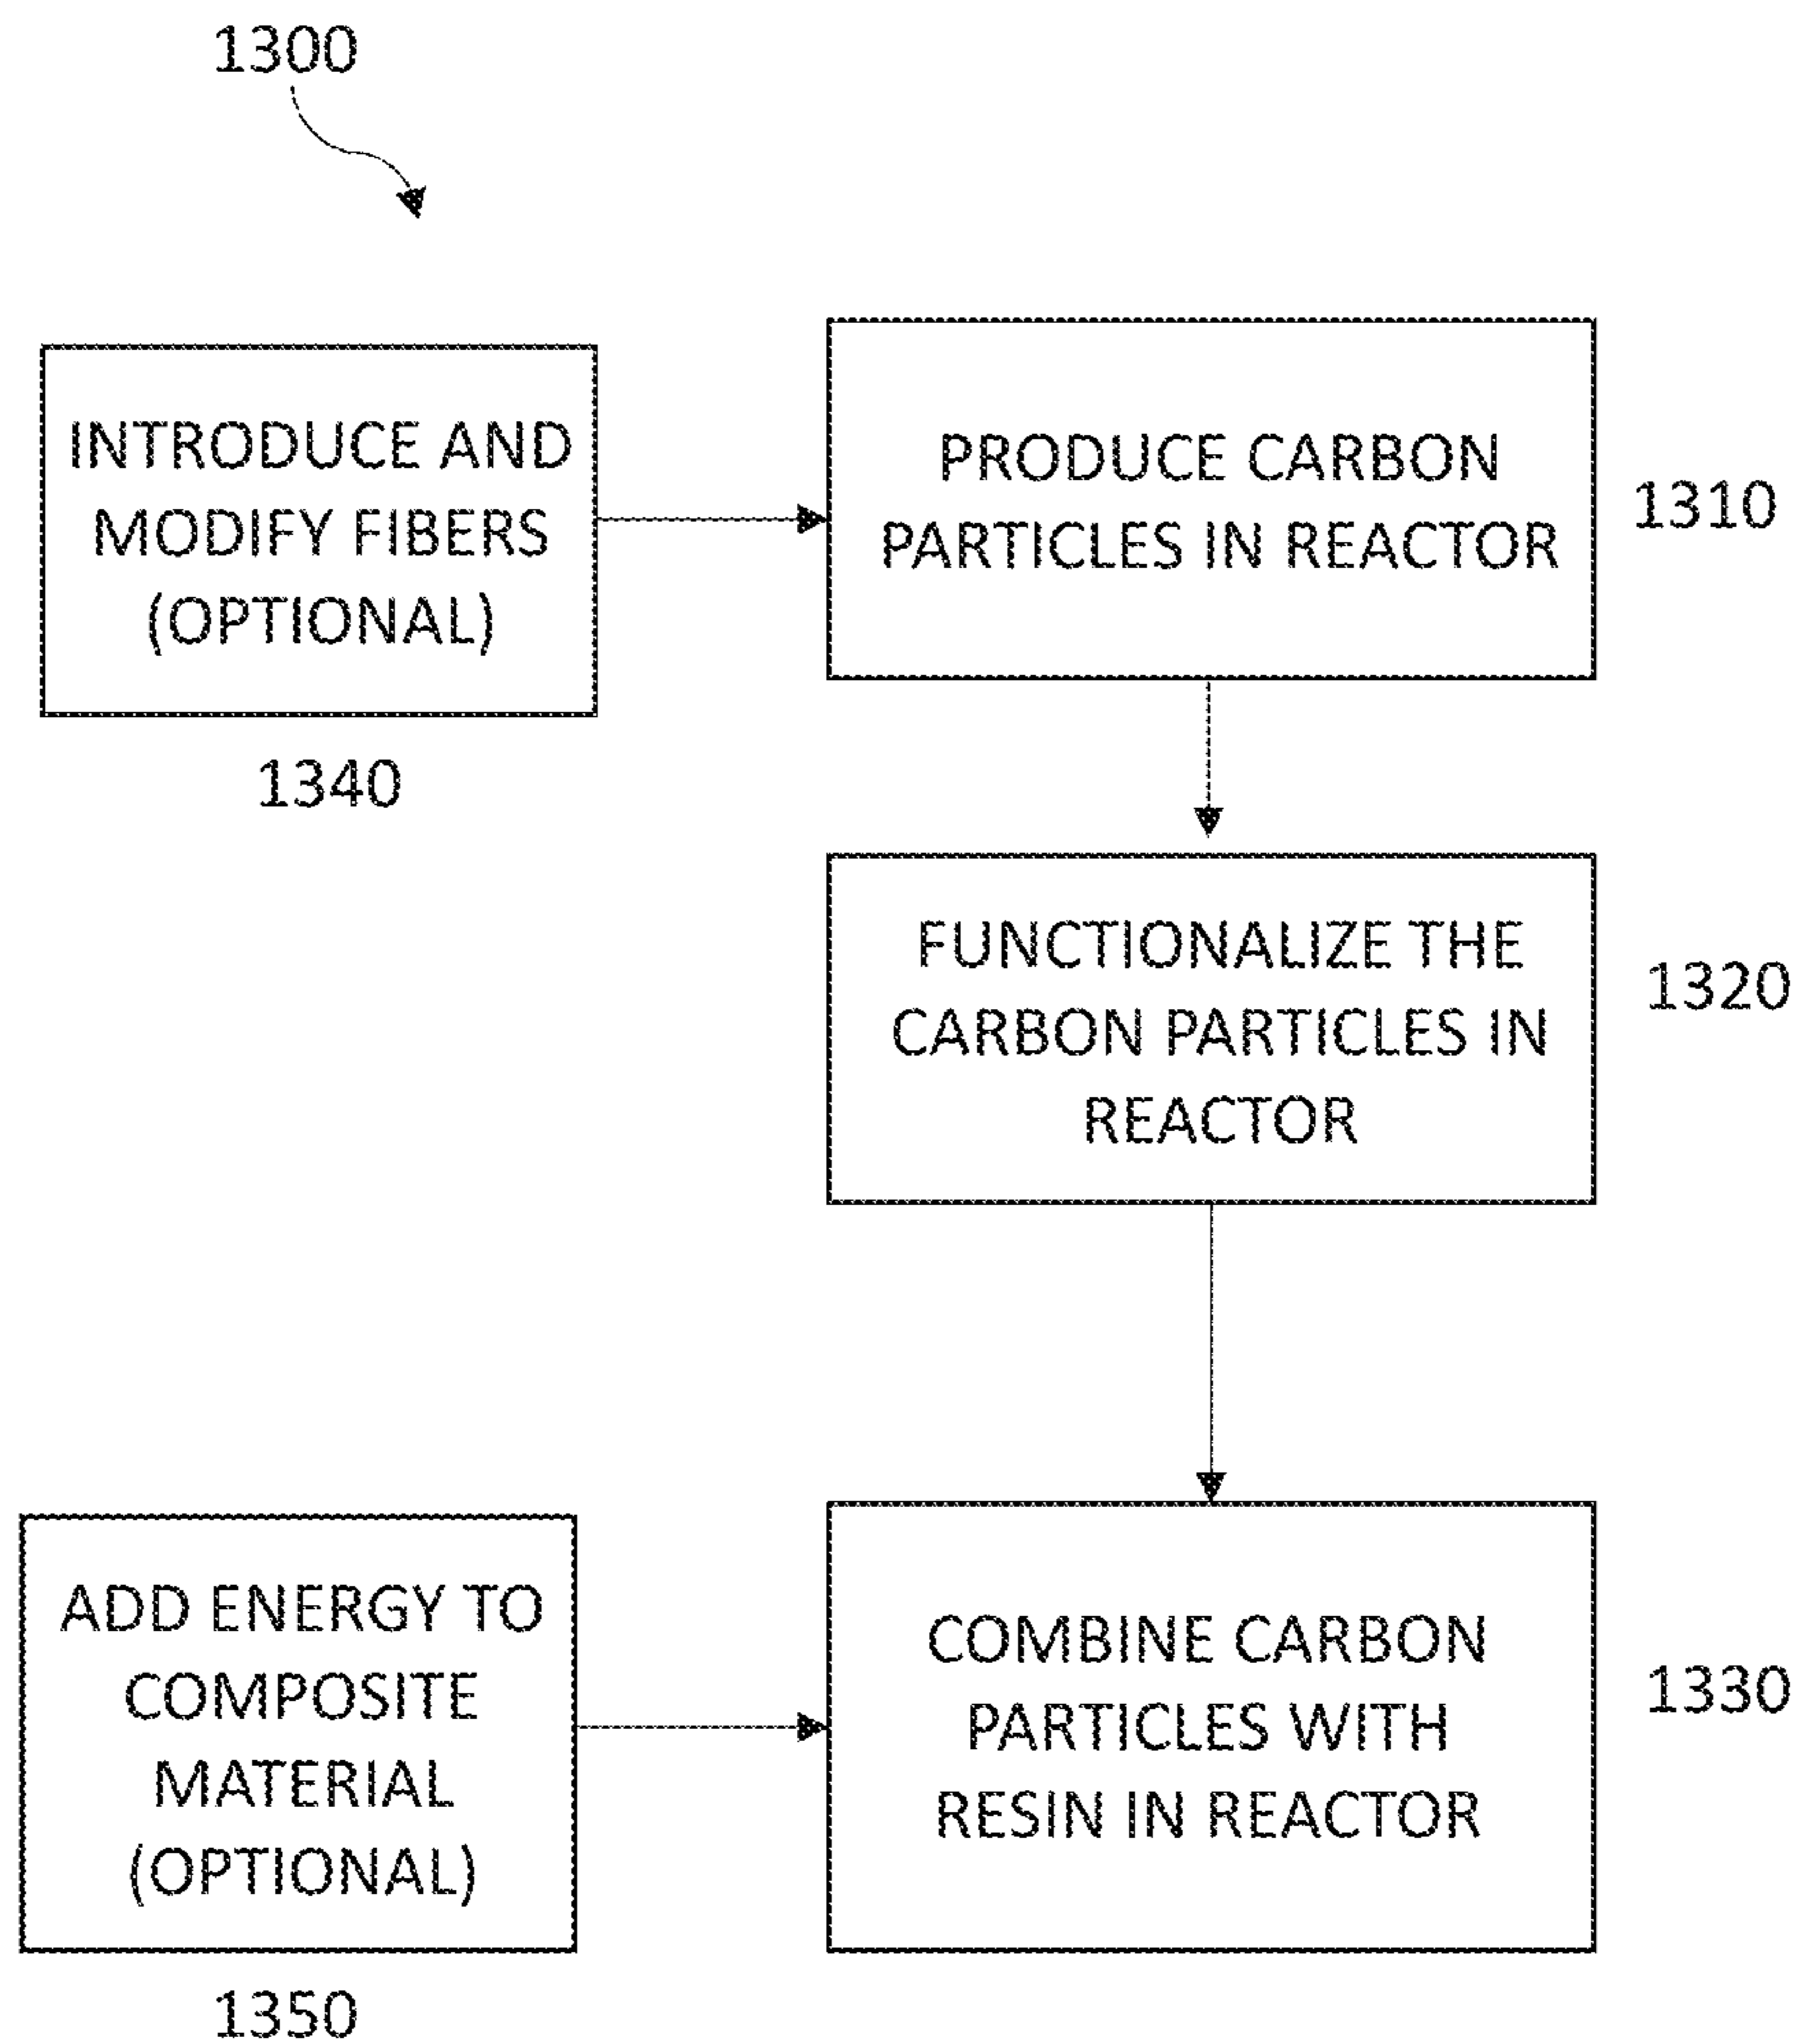 1300
INTRODUCE AND
MODIFY FIBERS
(OPTIONAL)
1340
PRODUCE CARBON
PARTICLES IN REACTOR
1310
FUNCTIONALIZE THE
CARBON PARTICLES IN
REACTOR
1320
ADD ENERGY TO
COMPOSITE
MATERIAL
(OPTIONAL)
1350
COMBINE CARBON
PARTICLES WITH
RESIN IN REACTOR
1330